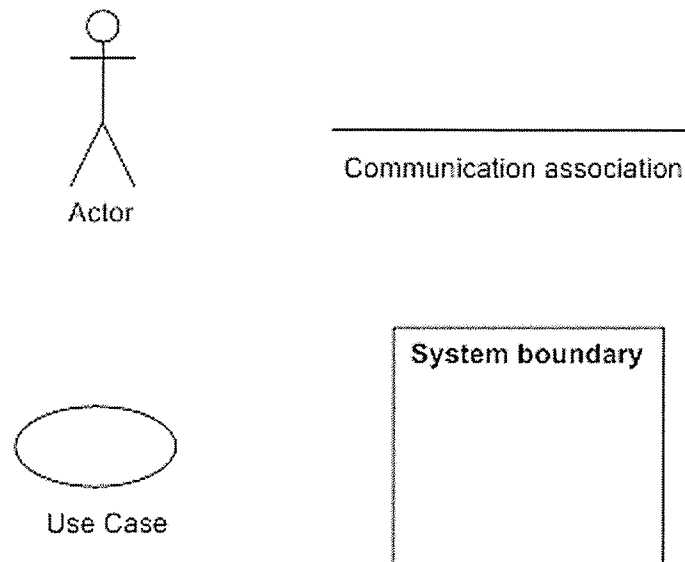 Communication association
Actor
System boundary
Use Case